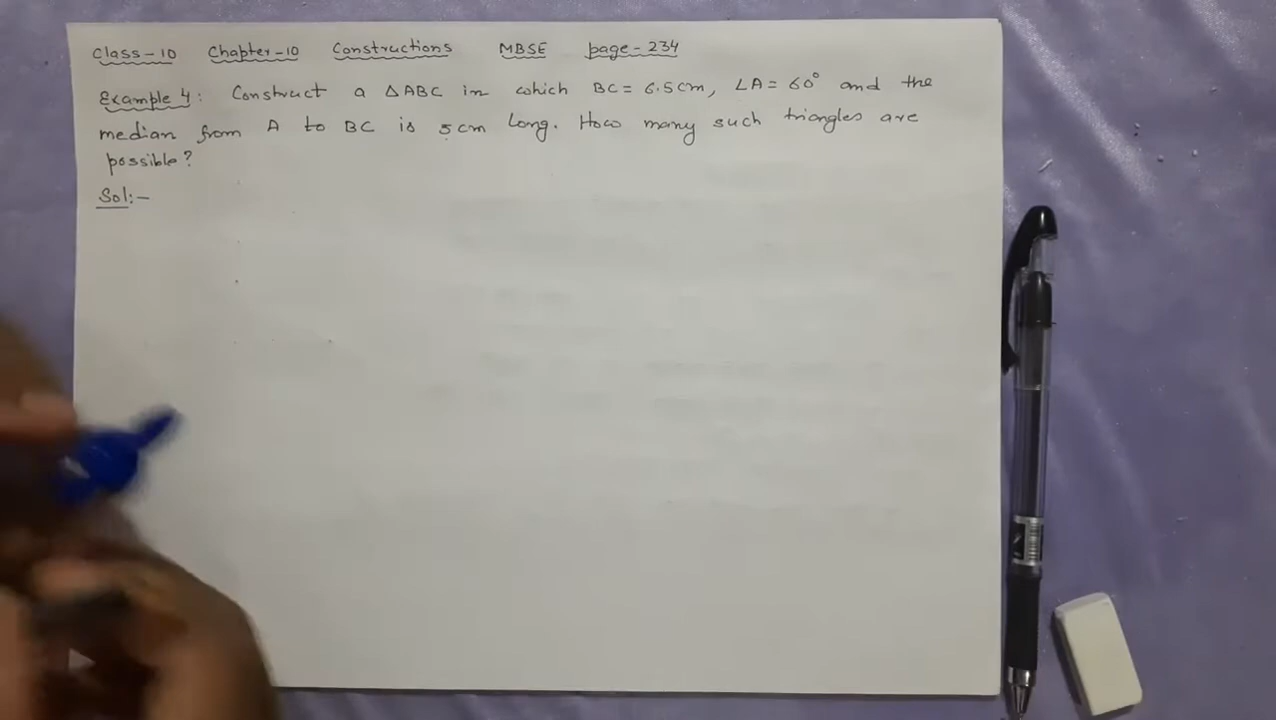 Class-10 Chapter-10 Constructions MBSE page-234
Example 4: Construct a △ABC in which BC = 6.5cm, ∠A = 60° and the
median from A to BC is 5cm long. How many such triangles are
possible?
Sol:-